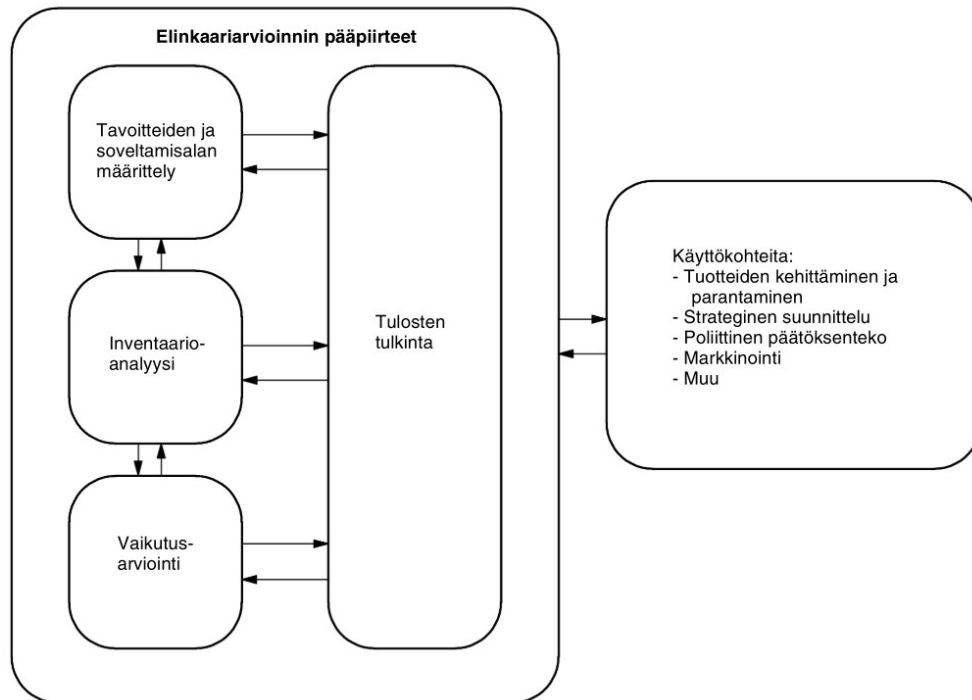 Elinkaariarvioinnin pääpiirteet
Tavoitteiden ja
soveltamisalan
määrittely
Inventaario-
analyysi
Vaikutus-
arviointi
Tulosten
tulkinta
Käyttökohteita:
- Tuotteiden kehittäminen ja
parantaminen
- Strateginen suunnittelu
- Poliittinen päätöksenteko
- Markkinointi
- Muu